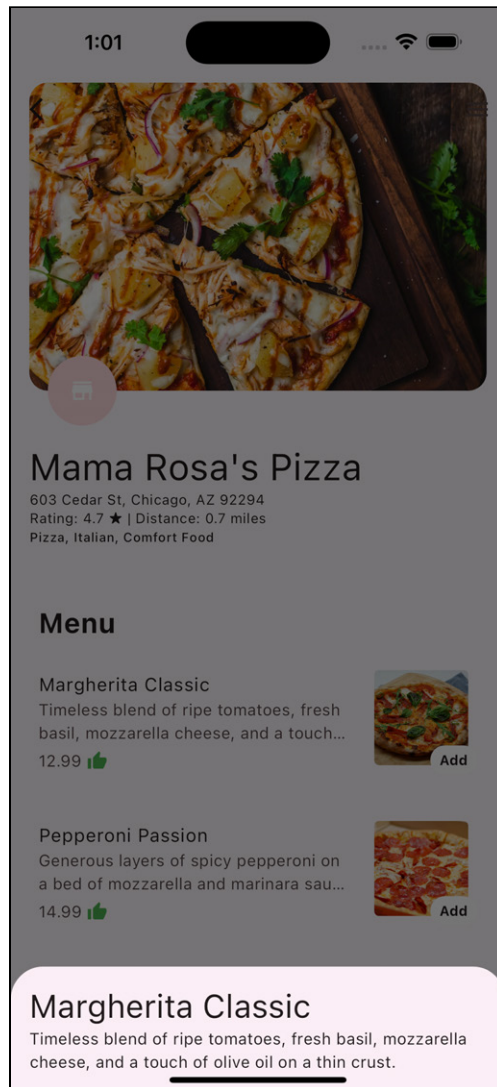 1:01
Mama Rosa's Pizza
603 Cedar St, Chicago, AZ 92294
Rating: 4.7 ★ | Distance: 0.7 miles
Pizza, Italian, Comfort Food
Menu
Margherita Classic
Timeless blend of ripe tomatoes, fresh
basil, mozzarella cheese, and a touch...
12.99
Add
Pepperoni Passion
Generous layers of spicy pepperoni on
a bed of mozzarella and marinara sau...
14.99
Add
Margherita Classic
Timeless blend of ripe tomatoes, fresh basil, mozzarella
cheese, and a touch of olive oil on a thin crust.